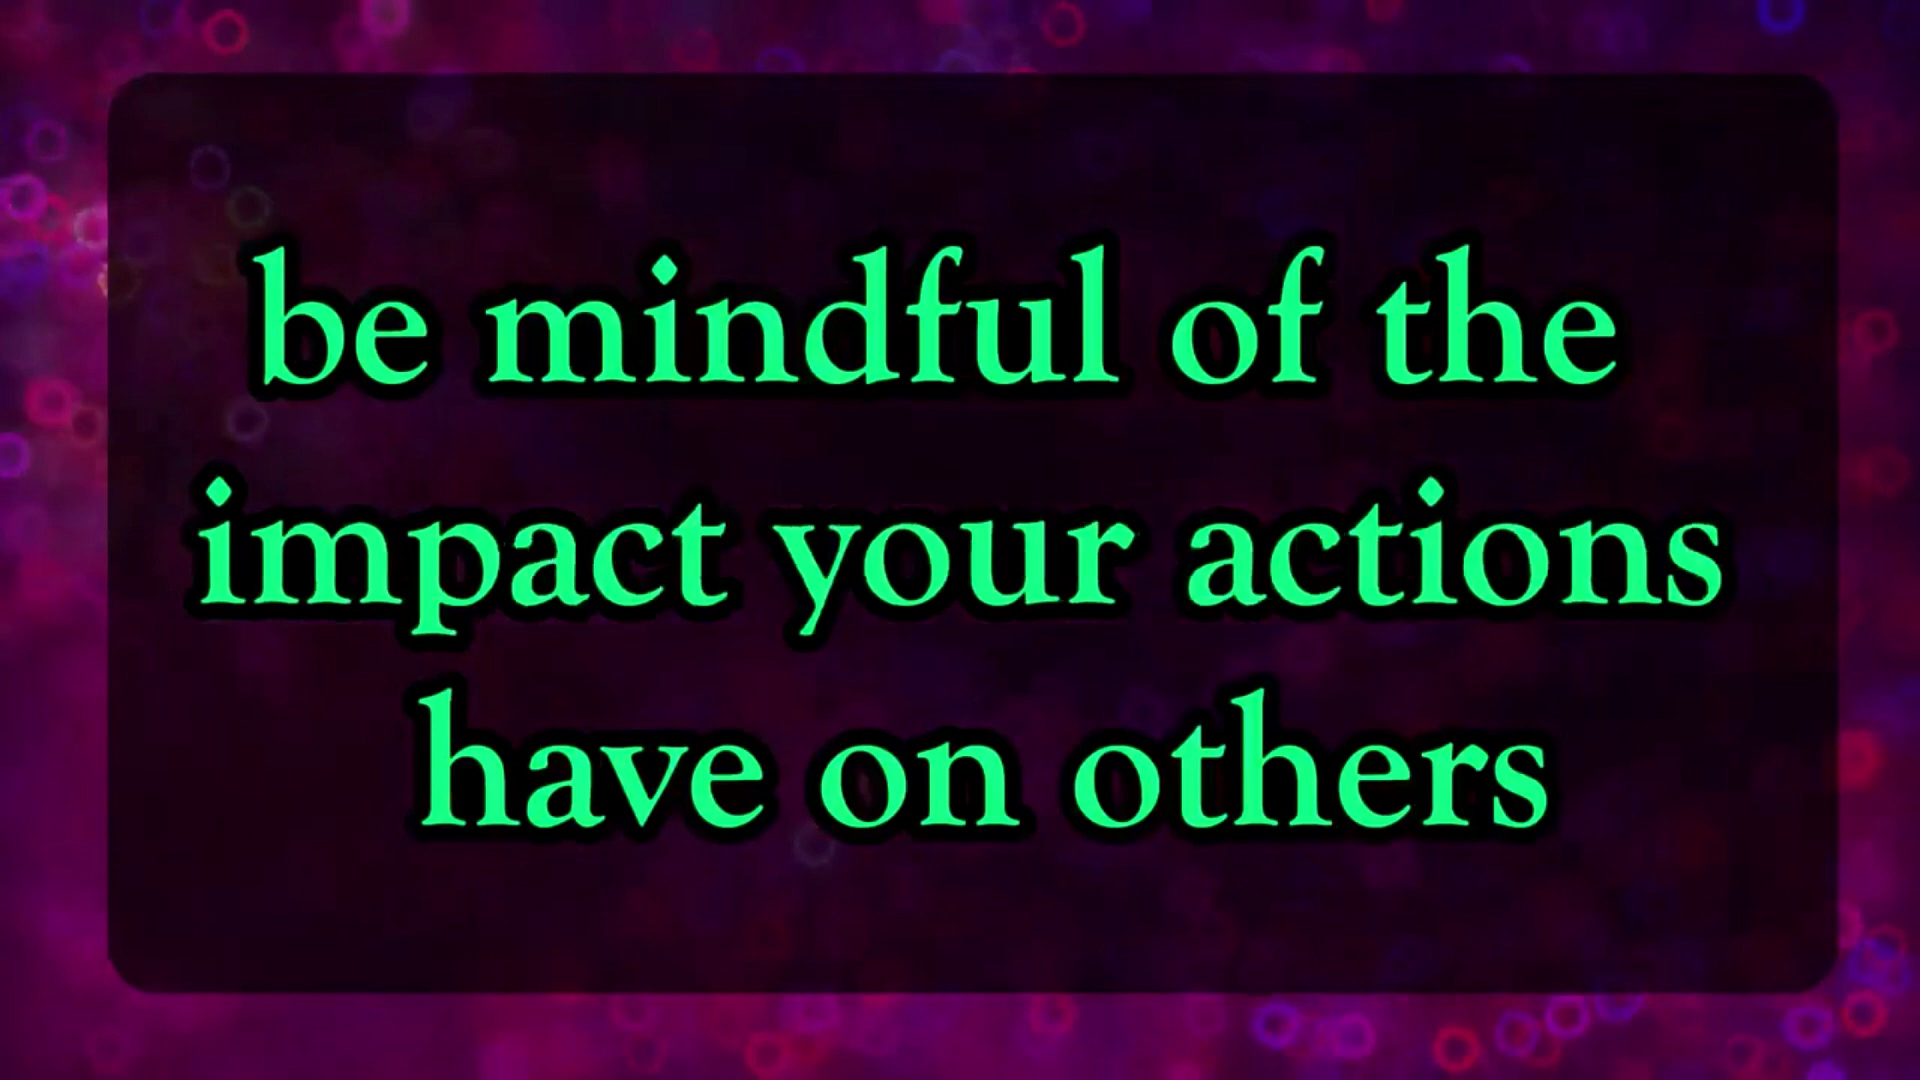 be mindful of the
impact your actions
have on others